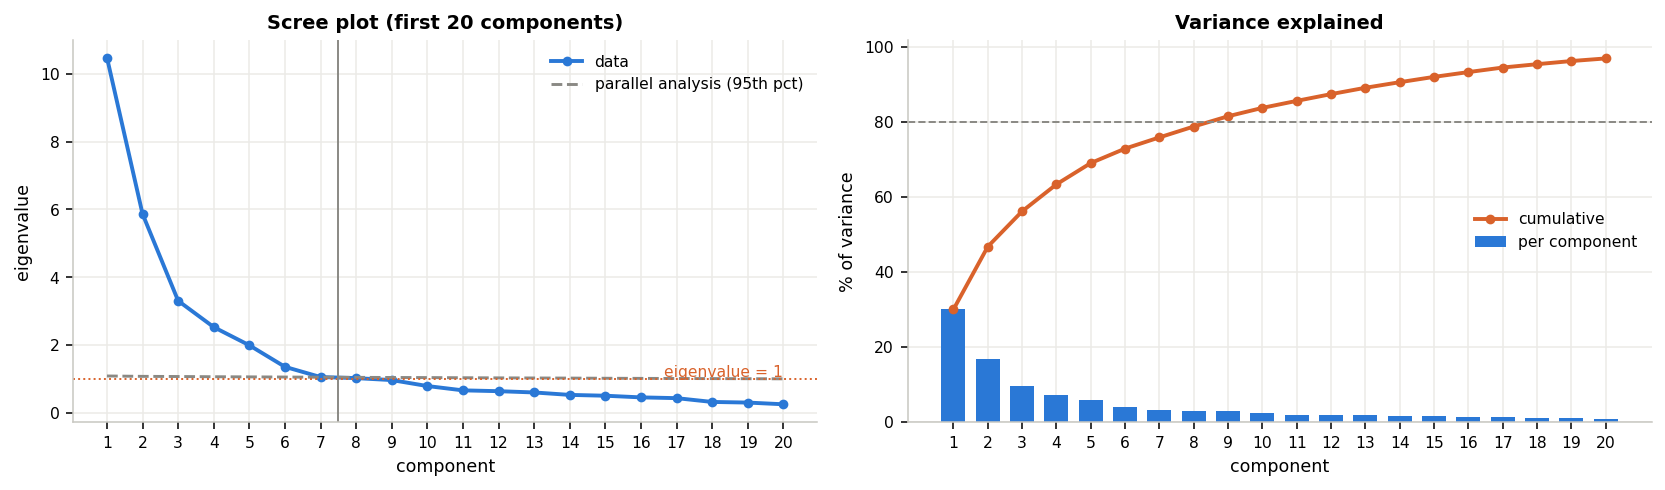 Scree plot (first 20 components)
data
parallel analysis (95th pct)
eigenvalue = 1
eigenvalue
10
8
6
4
2
0
1 2 3 4 5 6 7 8 9 10 11 12 13 14 15 16 17 18 19 20
component
Variance explained
cumulative
per component
% of variance
100
80
60
40
20
0
1 2 3 4 5 6 7 8 9 10 11 12 13 14 15 16 17 18 19 20
component